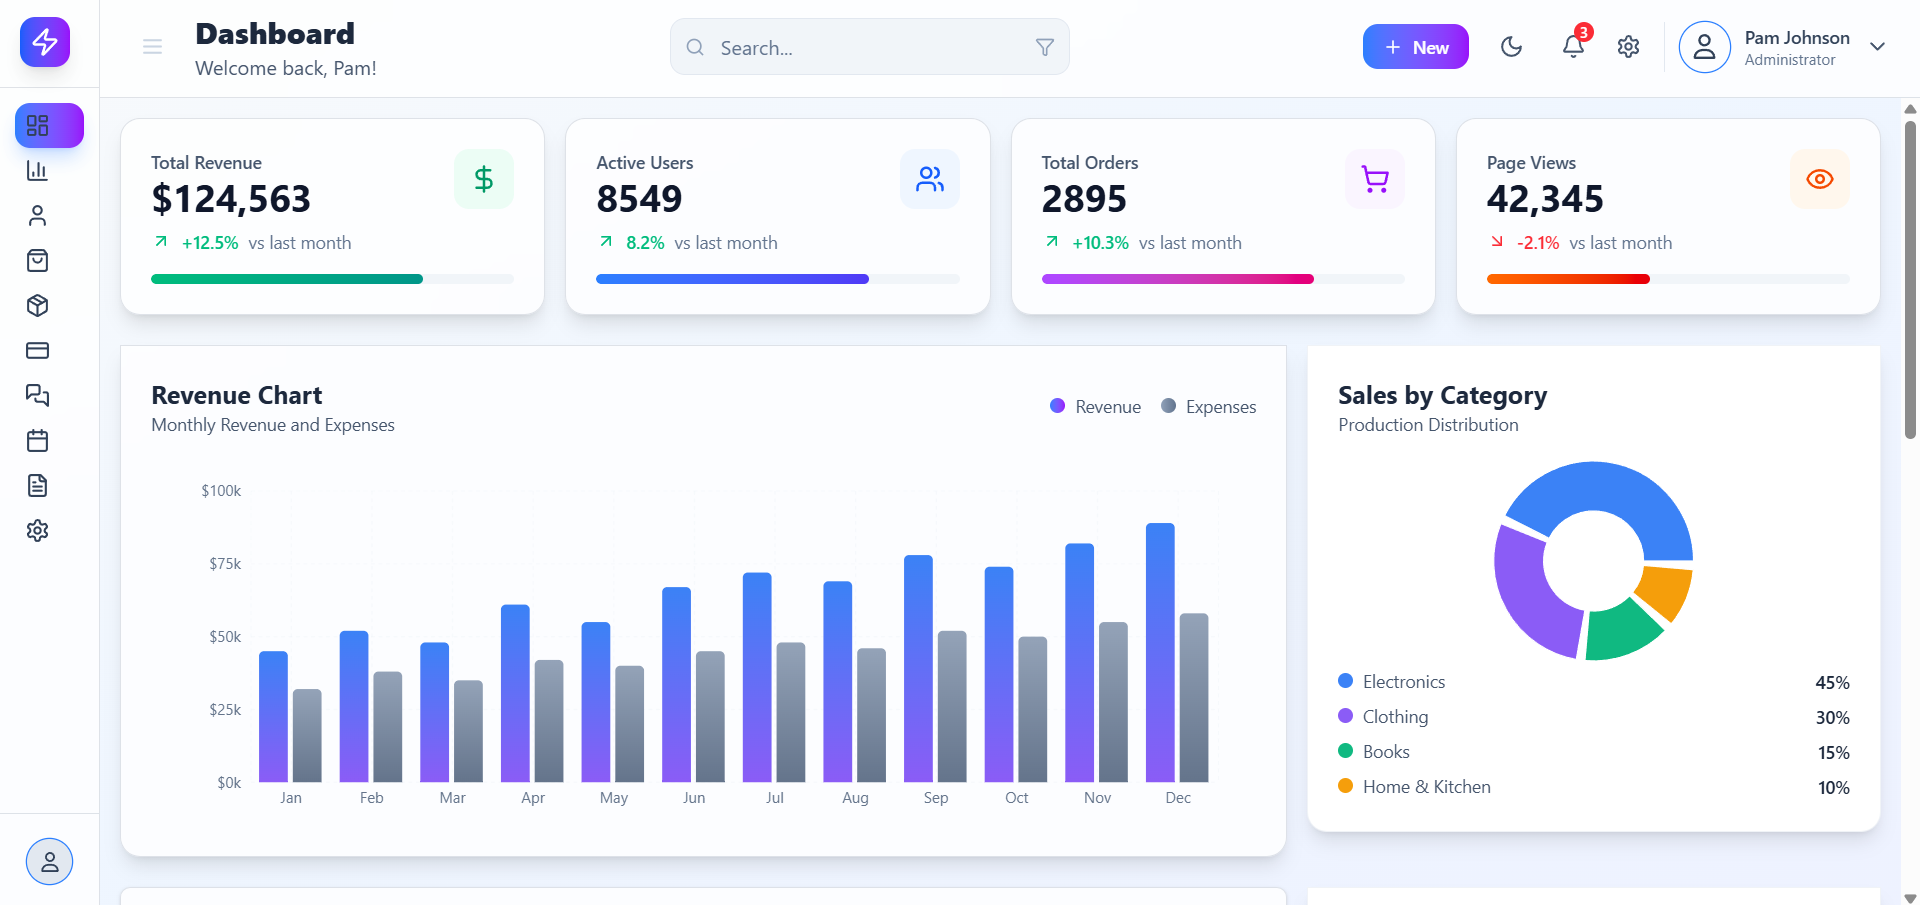 Dashboard
Welcome back, Pam!
Search...
New
3
Pam Johnson
Administrator
Total Revenue
$124,563
+12.5% vs last month
Active Users
8549
8.2% vs last month
Total Orders
2895
+10.3% vs last month
Page Views
42,345
-2.1% vs last month
Revenue Chart
Monthly Revenue and Expenses
Revenue
Expenses
$100k
$75k
$50k
$25k
$0k
Jan Feb Mar Apr May Jun Jul Aug Sep Oct Nov Dec
Sales by Category
Production Distribution
Electronics 45%
Clothing 30%
Books 15%
Home & Kitchen 10%